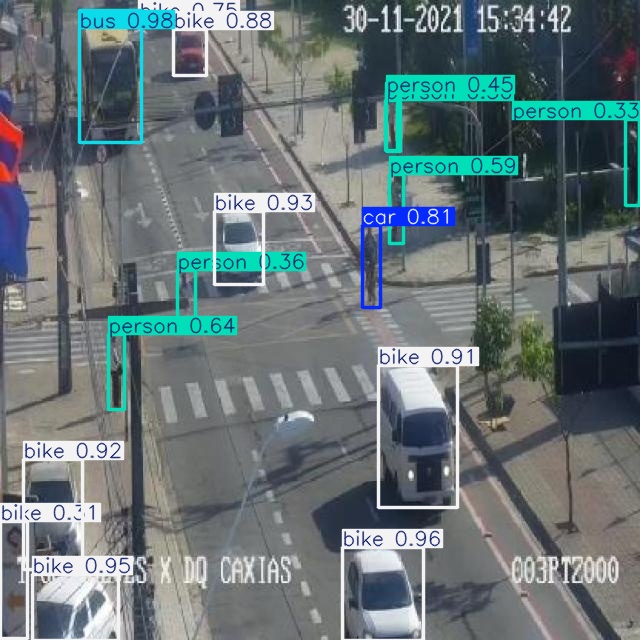 bike 0.75
bus 0.98
bike 0.88
30-11-2021 15:34:42
person 0.45
person 0.33
person 0.59
bike 0.93
car 0.81
person 0.36
person 0.64
bike 0.91
bike 0.92
bike 0.31
bike 0.96
bike 0.95
X DQ CAXIAS
003PTZ000